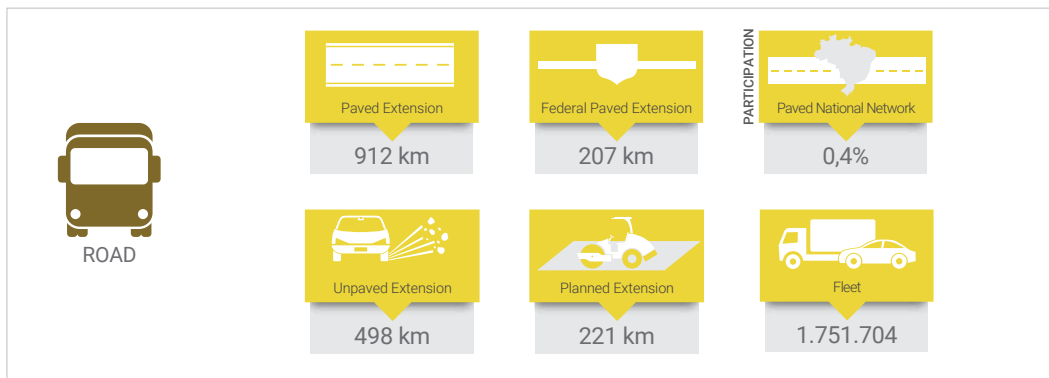 Paved Extension
912 km
Federal Paved Extension
207 km
PARTICIPATION
Paved National Network
0,4%
ROAD
Unpaved Extension
498 km
Planned Extension
221 km
Fleet
1.751.704